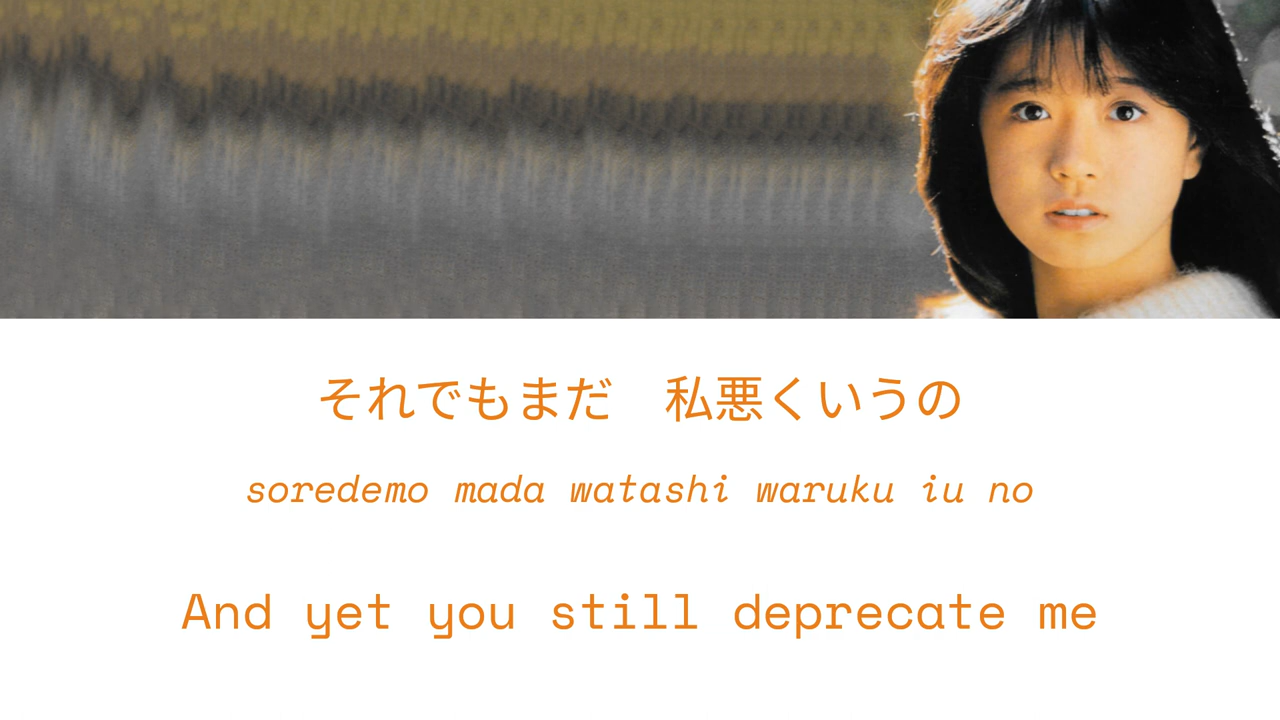 それでもまだ　私悪くいうの
soredemo mada watashi waruku iu no
And yet you still deprecate me